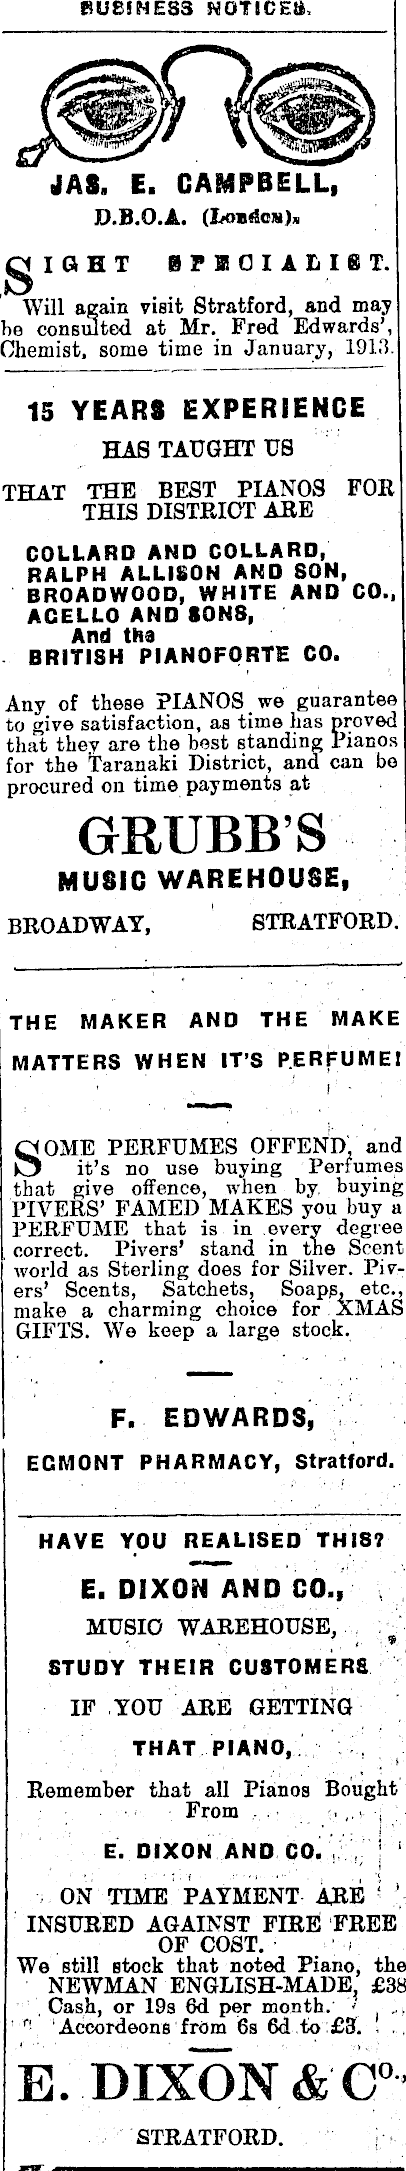 BUSINESS NOTICES.
JAS. E. CAMPBELL,
D.B.O.A. (London),
SIGHT SPECIALIST.
Will again visit Stratford, and may
be consulted at Mr. Fred Edwards',
Chemist, some time in January, 1913.
15 YEARS EXPERIENCE
HAS TAUGHT US
THAT THE BEST PIANOS FOR
THIS DISTRICT ARE
COLLARD AND COLLARD,
RALPH ALLISON AND SON,
BROADWOOD, WHITE AND CO.,
ACELLO AND SONS,
And tha
BRITISH PIANOFORTE CO.
Any of these PIANOS we guarantee
to give satisfaction, as time has proved
that they are the best standing Pianos
for the Taranaki District, and can be
procured on time payments at
GRUBB'S
MUSIC WAREHOUSE,
BROADWAY, STRATFORD.
THE MAKER AND THE MAKE
MATTERS WHEN IT'S PERFUME!
SOME PERFUMES OFFEND, and
it's no use buying Perfumes
that give offence, when by buying
PIVERS' FAMED MAKES you buy a
PERFUME that is in every degree
correct. Pivers' stand in the Scent
world as Sterling does for Silver. Piv-
ers' Scents, Satchets, Soaps, etc.,
make a charming choice for XMAS
GIFTS. We keep a large stock.
F. EDWARDS,
EGMONT PHARMACY, Stratford.
HAVE YOU REALISED THIS?
E. DIXON AND CO.,
MUSIC WAREHOUSE,
STUDY THEIR CUSTOMERS
IF YOU ARE GETTING
THAT PIANO,
Remember that all Pianos Bought
From
E. DIXON AND CO.
ON TIME PAYMENT ARE
INSURED AGAINST FIRE FREE
OF COST.
We still stock that noted Piano, the
NEWMAN ENGLISH-MADE, £38
Cash, or 19s 6d per month.
Accordeons from 6s 6d to £3.
E. DIXON & Co.,
STRATFORD.